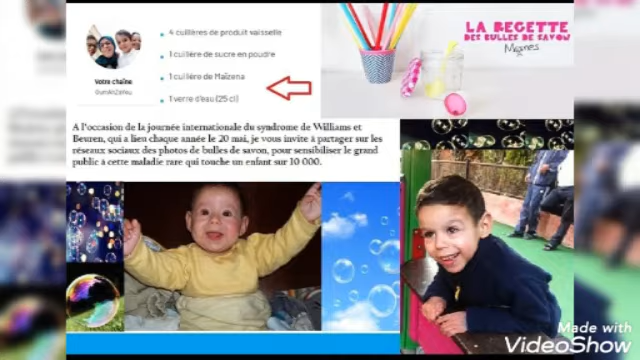 4 cuillères de produit vaisselle
1 cuillère de sucre en poudre
1 cuillère de Maïzena
1 verre d'eau (25 cl)
Votre chaîne
LA RECETTE
DES BULLES DE SAVON
A l'occasion de la journée internationale du syndrome de Williams et
Beuren, qui a lieu chaque année le 20 mai, je vous invite à partager sur les
réseaux sociaux des photos de bulles de savon, pour sensibiliser le grand
public à cette maladie rare qui touche un enfant sur 10 000.
Made with
VideoShow